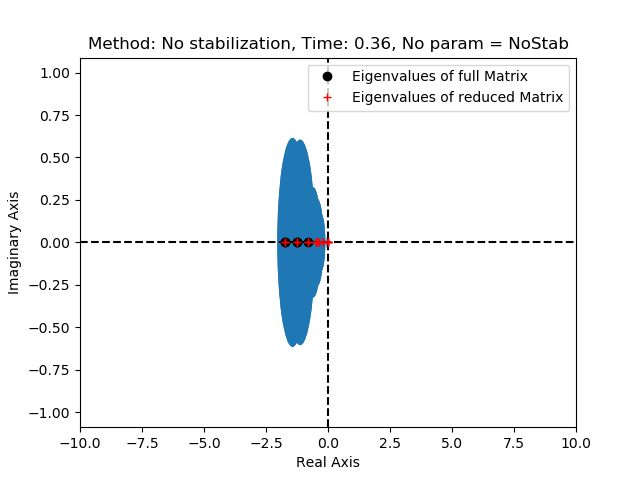 Method: No stabilization, Time: 0.36, No param = NoStab
Eigenvalues of full Matrix
Eigenvalues of reduced Matrix
1.00
0.75
0.50
0.25
0.00
−0.25
−0.50
−0.75
−1.00
Imaginary Axis
−10.0 −7.5 −5.0 −2.5 0.0 2.5 5.0 7.5 10.0
Real Axis